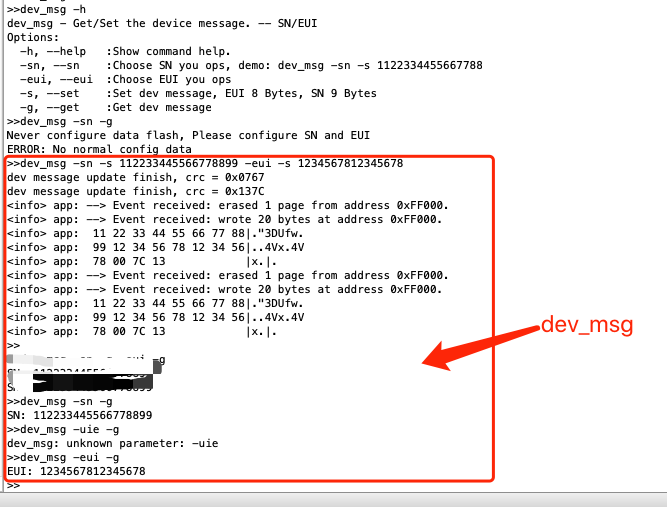 >>dev_msg -h
dev_msg - Get/Set the device message. -- SN/EUI
Options:
  -h, --help   :Show command help.
  -sn, --sn    :Choose SN you ops, demo: dev_msg -sn -s 1122334455667788
  -eui, --eui  :Choose EUI you ops
  -s, --set    :Set dev message, EUI 8 Bytes, SN 9 Bytes
  -g, --get    :Get dev message
>>dev_msg -sn -g
Never configure data flash, Please configure SN and EUI
ERROR: No normal config data
>>dev_msg -sn -s 112233445566778899 -eui -s 1234567812345678
dev message update finish, crc = 0x0767
dev message update finish, crc = 0x137C
<info> app: --> Event received: erased 1 page from address 0xFF000.
<info> app: --> Event received: wrote 20 bytes at address 0xFF000.
<info> app:  11 22 33 44 55 66 77 88|."3DUfw.
<info> app:  99 12 34 56 78 12 34 56|..4Vx.4V
<info> app:  78 00 7C 13             |x.|.
<info> app: --> Event received: erased 1 page from address 0xFF000.
<info> app: --> Event received: wrote 20 bytes at address 0xFF000.
<info> app:  11 22 33 44 55 66 77 88|."3DUfw.
<info> app:  99 12 34 56 78 12 34 56|..4Vx.4V
<info> app:  78 00 7C 13             |x.|.
>>
>>dev_msg -sn -g
SN: 112233445566778899
>>dev_msg -uie -g
dev_msg: unknown parameter: -uie
>>dev_msg -eui -g
EUI: 1234567812345678
>>
dev_msg